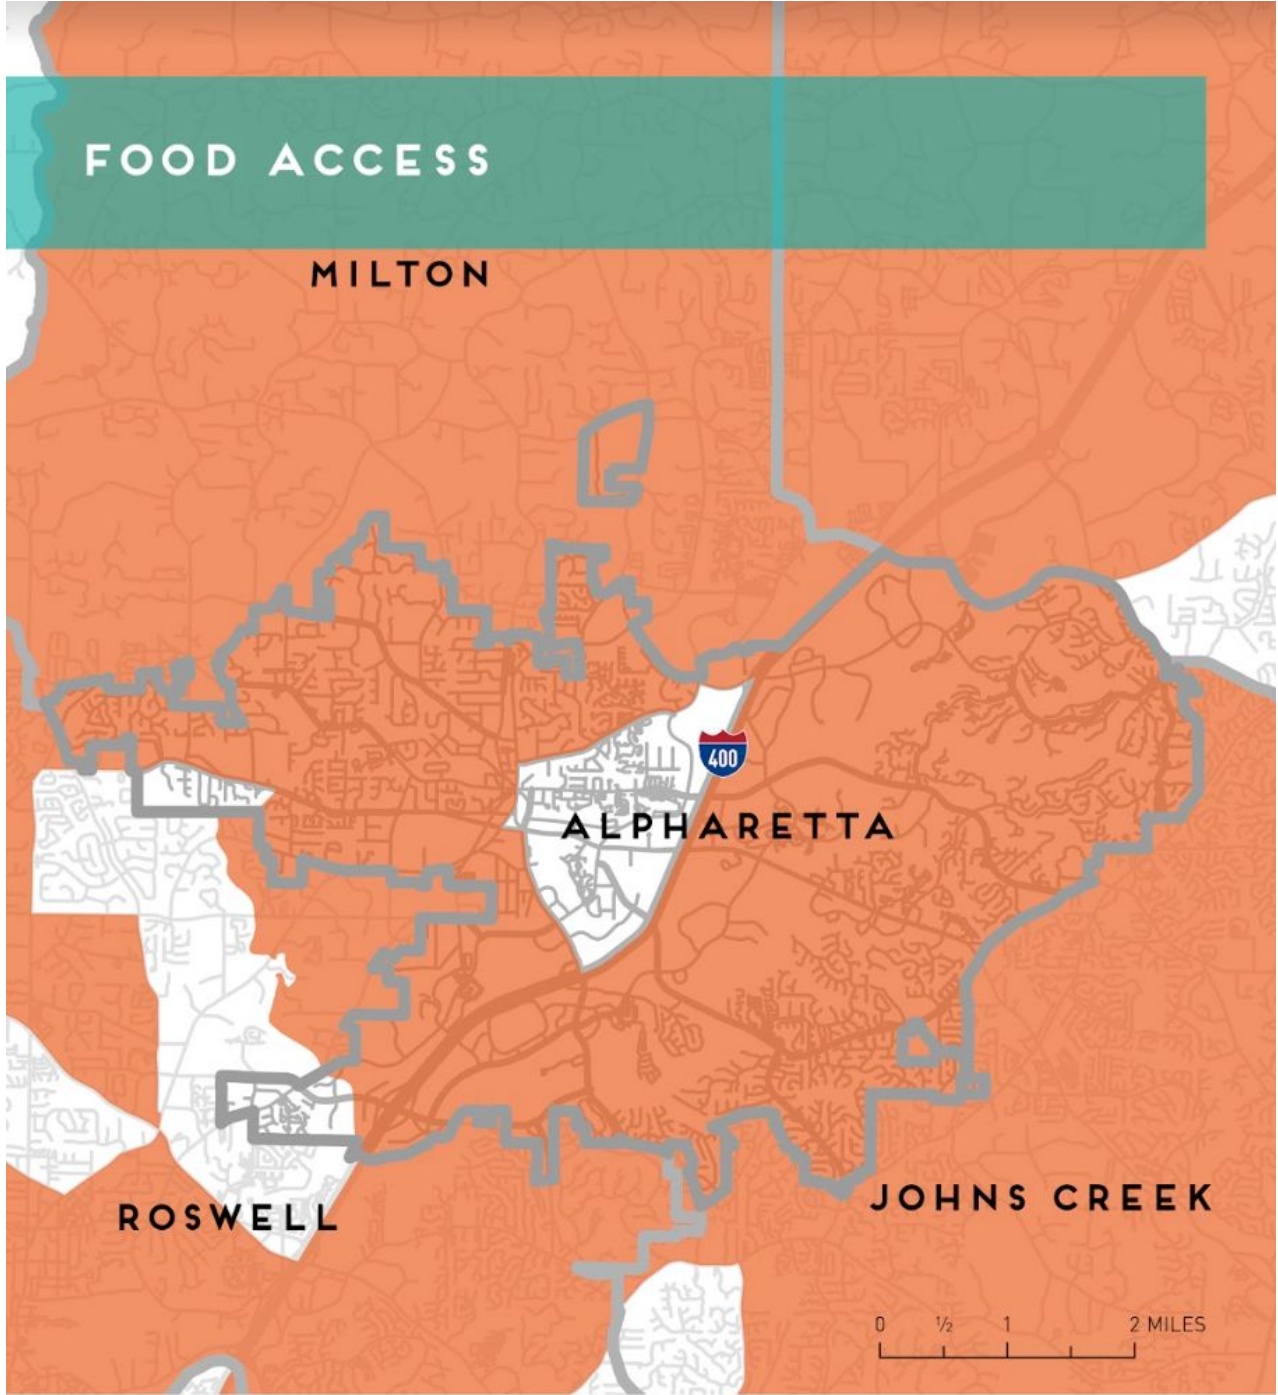 FOOD ACCESS
MILTON
400
ALPHARETTA
JOHNS CREEK
ROSWELL
0 ½ 1 2 MILES